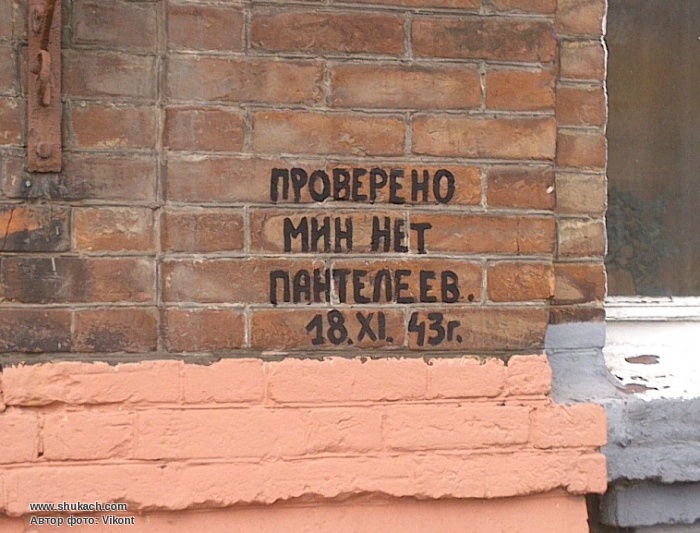 ПРОВЕРЕНО
МИН НЕТ
ПАНТЕЛЕЕВ.
18.XI. 43г.
www.shukach.com
Автор фото: Vikont